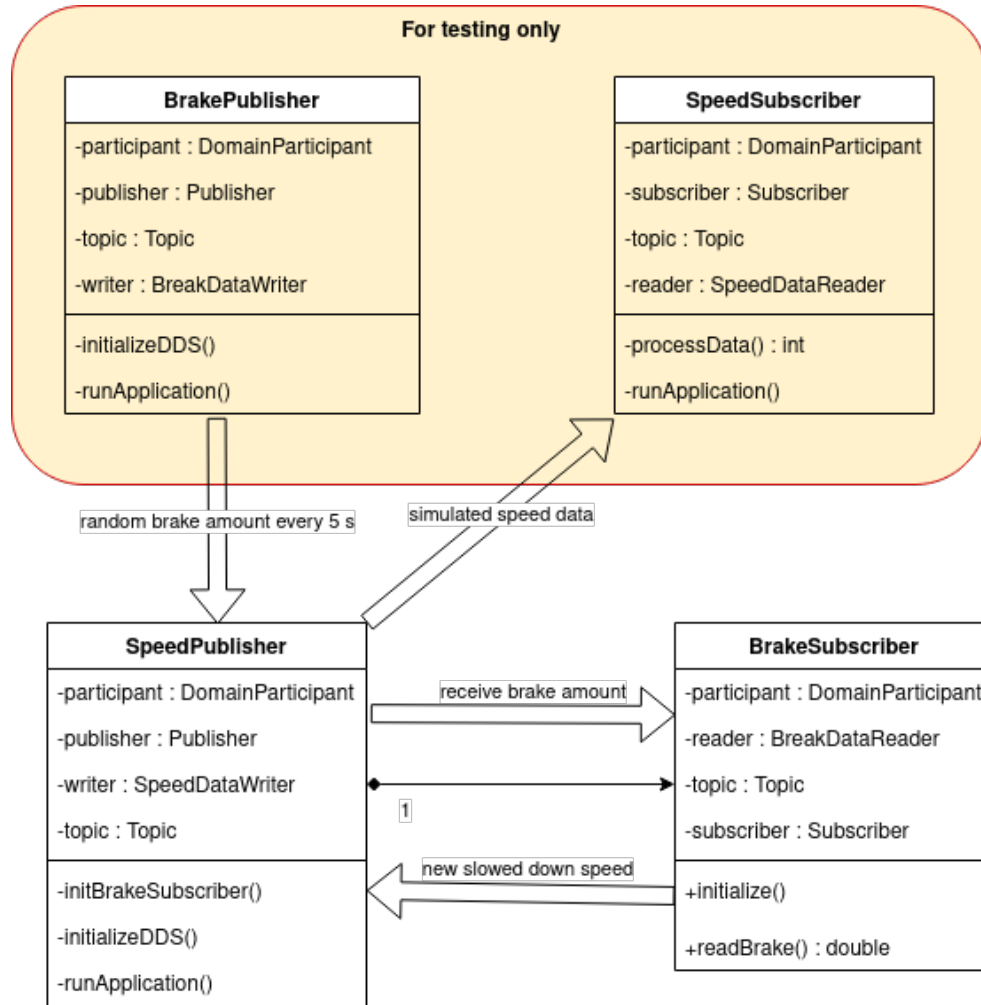 For testing only
BrakePublisher
-participant : DomainParticipant
-publisher : Publisher
-topic : Topic
-writer : BreakDataWriter
-initializeDDS()
-runApplication()
SpeedSubscriber
-participant : DomainParticipant
-subscriber : Subscriber
-topic : Topic
-reader : SpeedDataReader
-processData() : int
-runApplication()
random brake amount every 5 s
simulated speed data
SpeedPublisher
-participant : DomainParticipant
-publisher : Publisher
-writer : SpeedDataWriter
-topic : Topic
-initBrakeSubscriber()
-initializeDDS()
-runApplication()
receive brake amount
1
new slowed down speed
BrakeSubscriber
-participant : DomainParticipant
-reader : BreakDataReader
-topic : Topic
-subscriber : Subscriber
+initialize()
+readBrake() : double